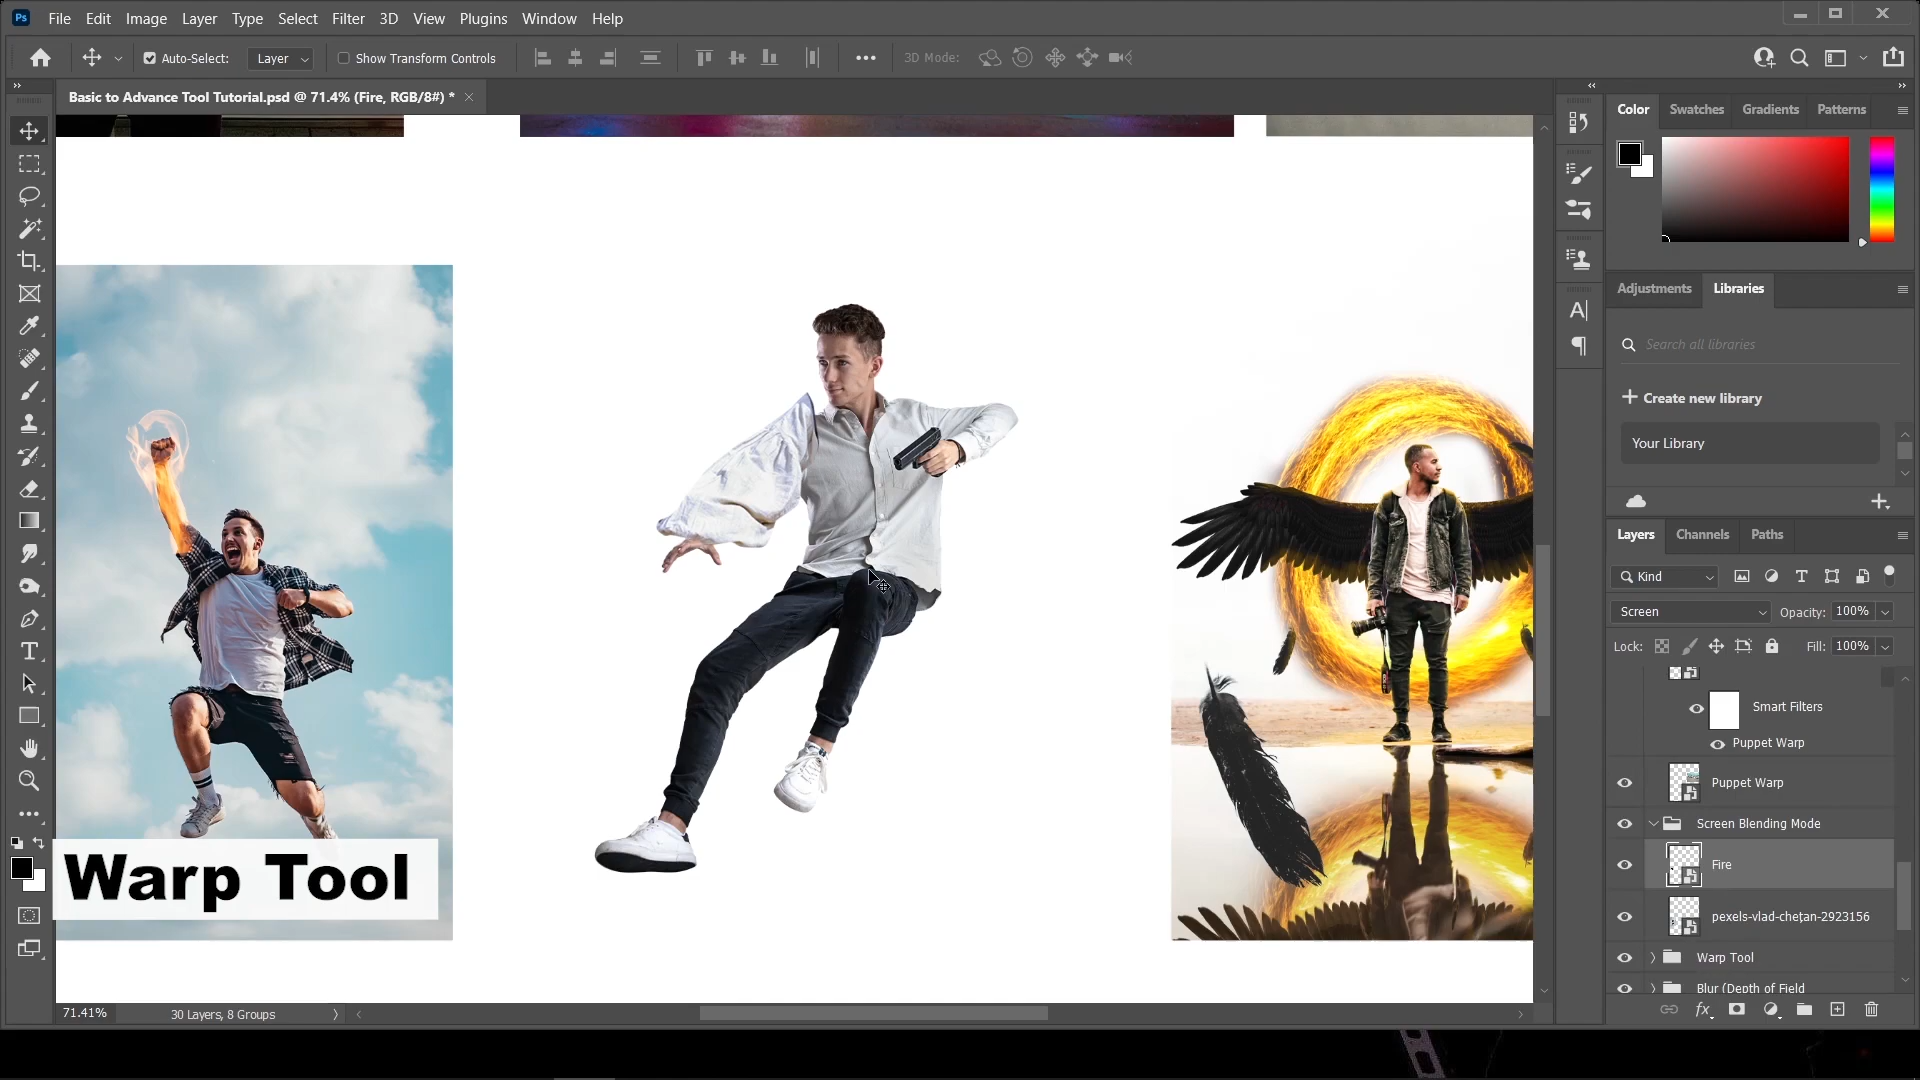 Ps File Edit Image Layer Type Select Filter 3D View Plugins Window Help
Auto-Select: Layer Show Transform Controls 3D Mode:
Basic to Advance Tool Tutorial.psd @ 71.4% (Fire, RGB/8#) *
Color Swatches Gradients Patterns
Adjustments Libraries
Search all libraries
Create new library
Your Library
Layers Channels Paths
Kind
Screen Opacity: 100%
Lock: Fill: 100%
Smart Filters
Puppet Warp
Puppet Warp
Screen Blending Mode
Fire
pexels-vlad-chețan-2923156
Warp Tool
Blur (Depth of Field
fx
Warp Tool
71.41% 30 Layers, 8 Groups